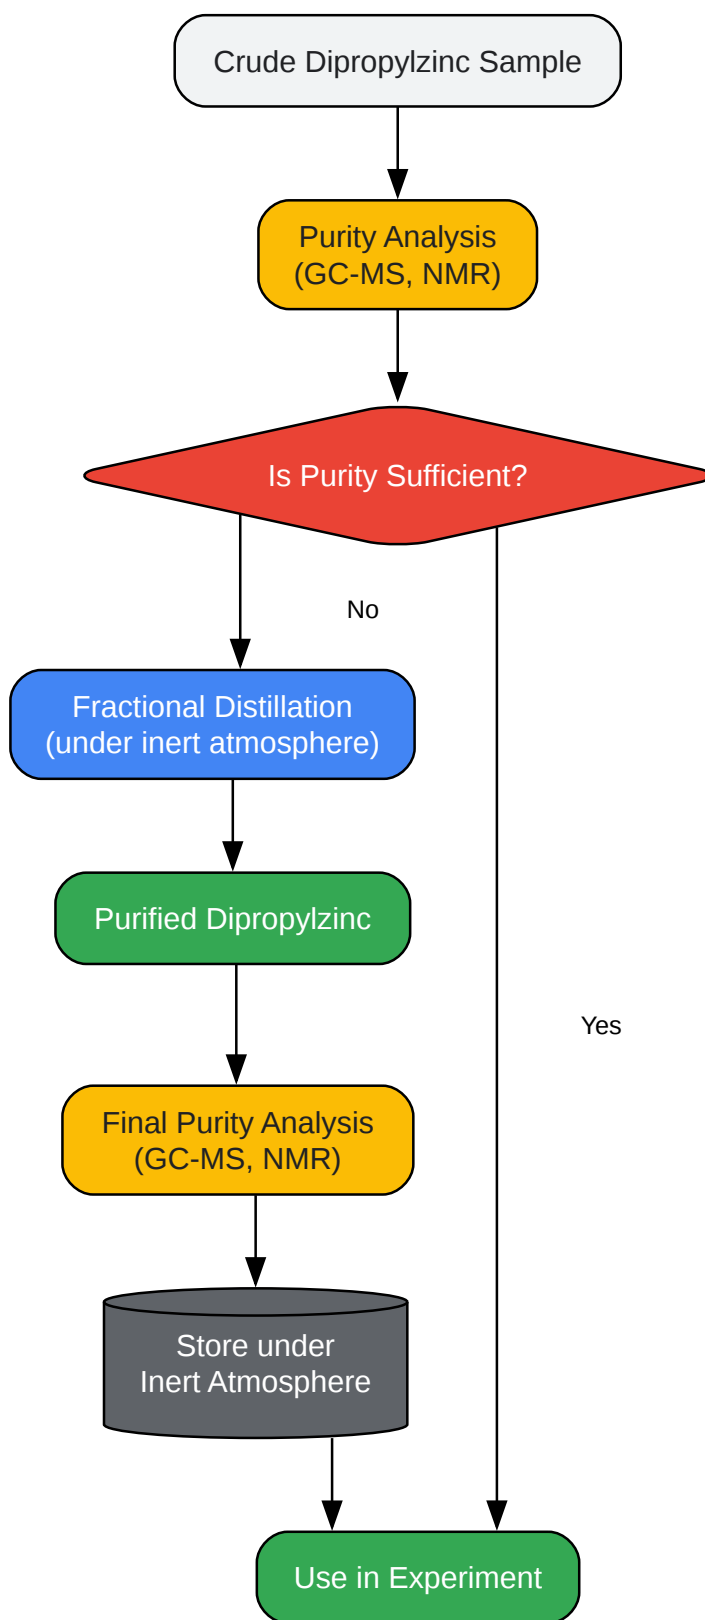 Crude Dipropylzinc Sample
Purity Analysis
(GC-MS, NMR)
Is Purity Sufficient?
No
Fractional Distillation
(under inert atmosphere)
Purified Dipropylzinc
Yes
Final Purity Analysis
(GC-MS, NMR)
Store under
Inert Atmosphere
Use in Experiment